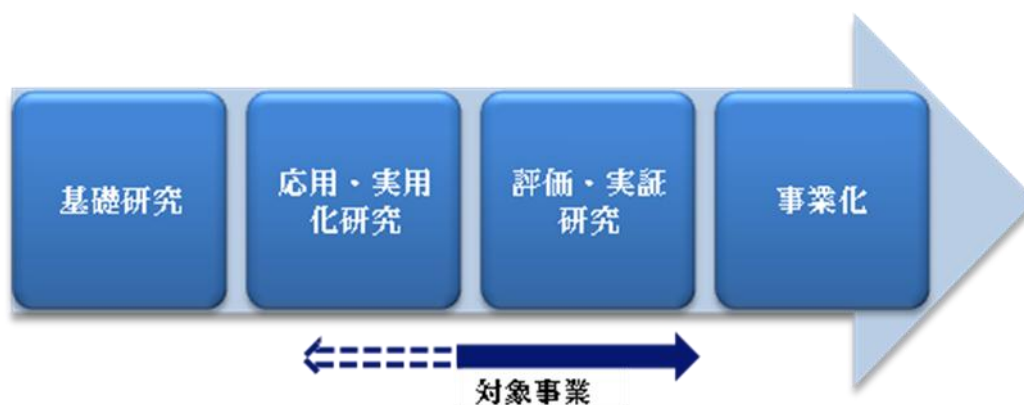 基礎研究
応用・実用
化研究
評価・実証
研究
事業化
対象事業